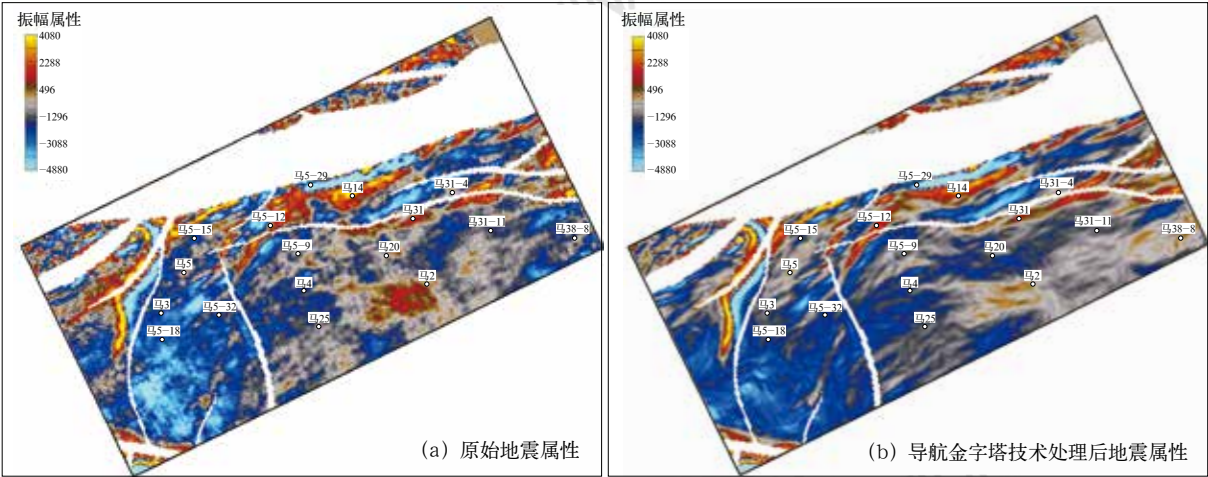 振幅属性
4080
2288
496
-1296
-3088
-4880
马5-29
马14
马31-4
马5-12
马31
马5-15
马31-11
马38-8
马5-9
马20
马5
马2
马4
马3
马5-32
马25
马5-18
(a) 原始地震属性
振幅属性
4080
2288
496
-1296
-3088
-4880
马5-29
马14
马31-4
马5-12
马31
马5-15
马31-11
马38-8
马5-9
马20
马5
马2
马4
马3
马5-32
马25
马5-18
(b) 导航金字塔技术处理后地震属性